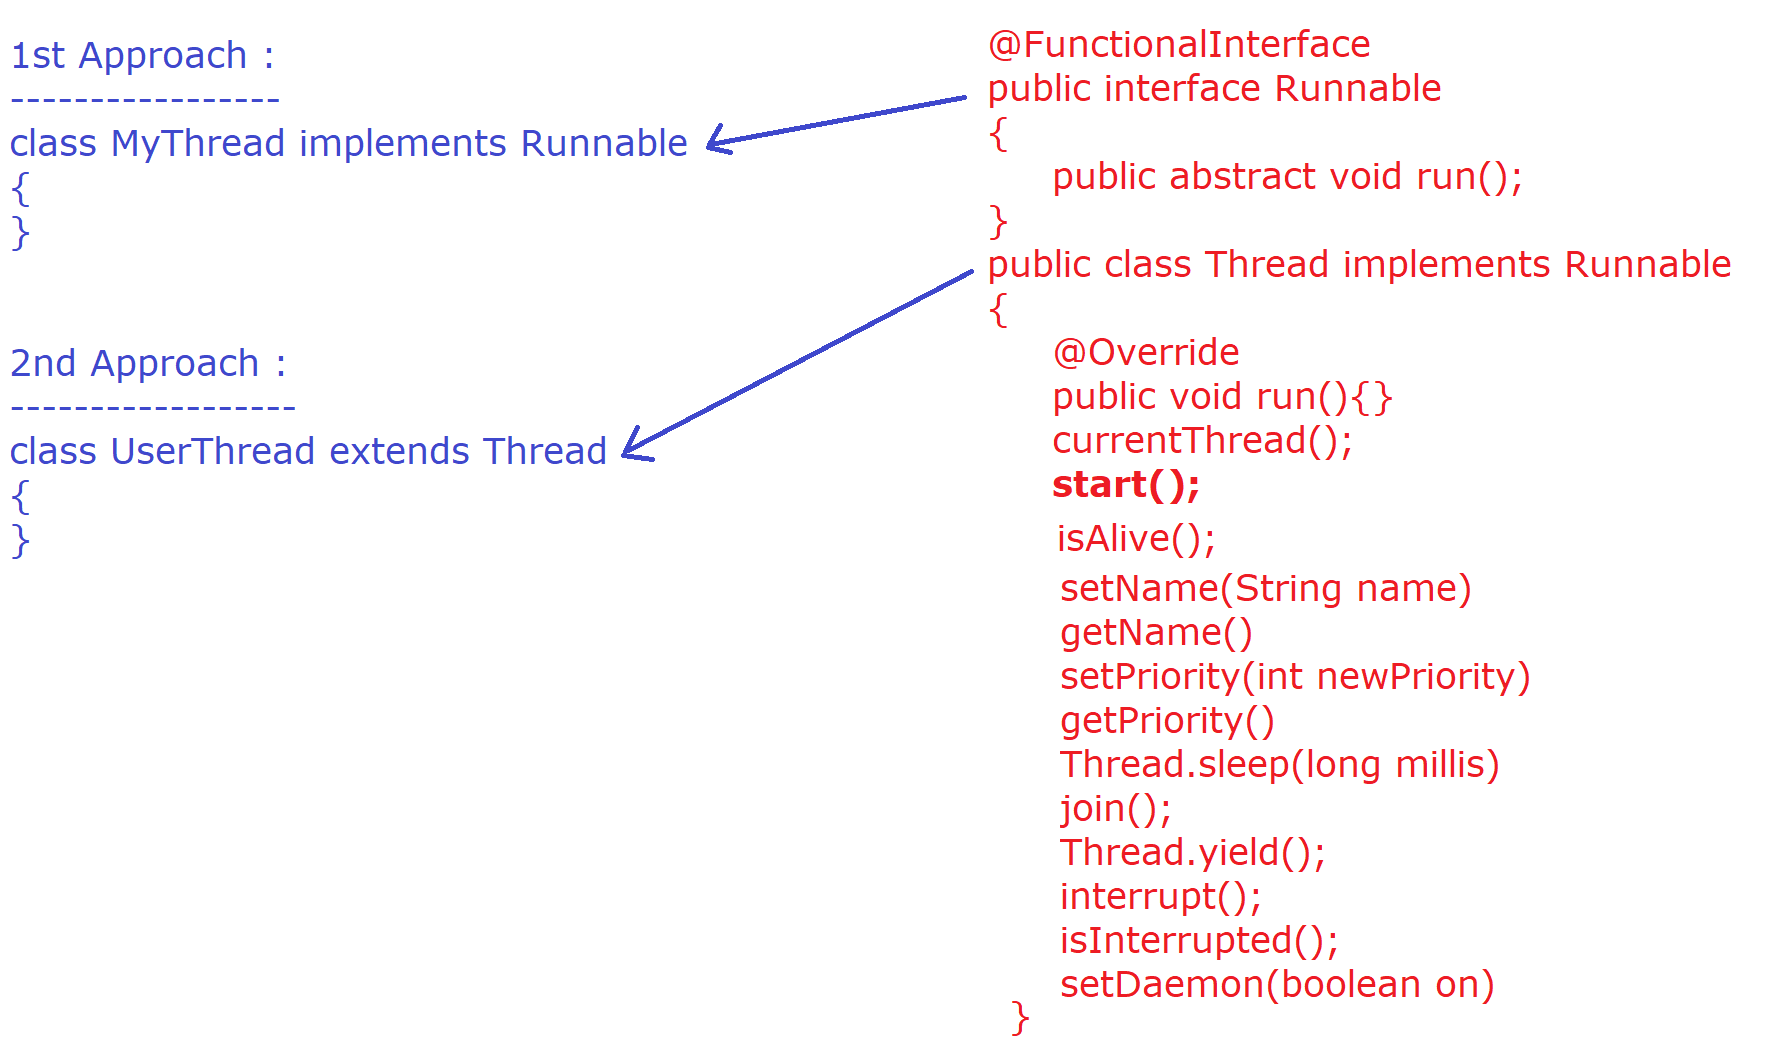 1st Approach :
-----------------
class MyThread implements Runnable
{
}
2nd Approach :
------------------
class UserThread extends Thread
{
}
@FunctionalInterface
public interface Runnable
{
public abstract void run();
}
public class Thread implements Runnable
{
@Override
public void run(){}
currentThread();
start();
isAlive();
setName(String name)
getName()
setPriority(int newPriority)
getPriority()
Thread.sleep(long millis)
join();
Thread.yield();
interrupt();
isInterrupted();
setDaemon(boolean on)
}